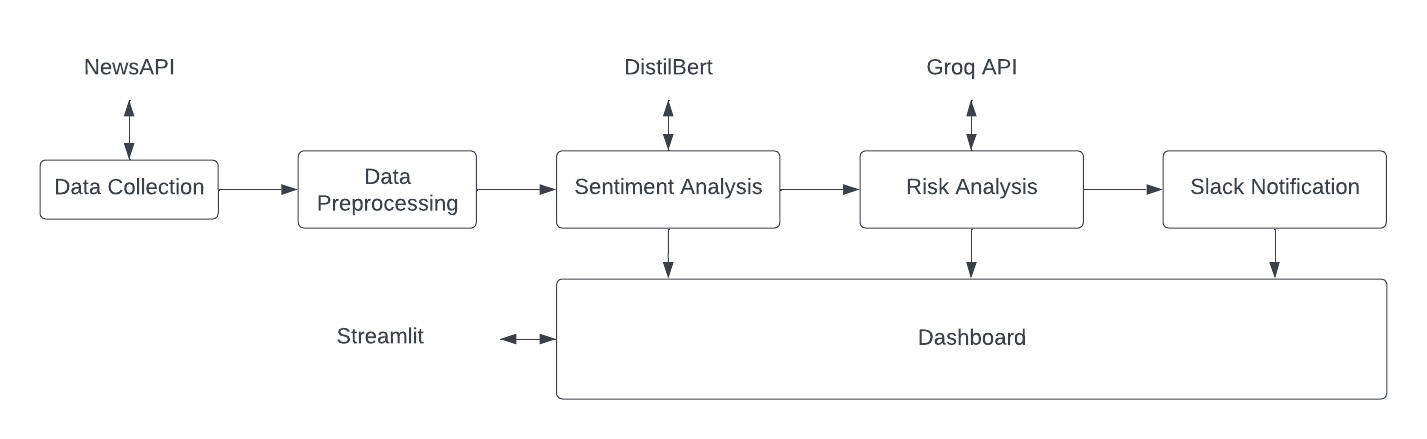 NewsAPI
DistilBert
Groq API
Data Collection
Data
Preprocessing
Sentiment Analysis
Risk Analysis
Slack Notification
Streamlit
Dashboard